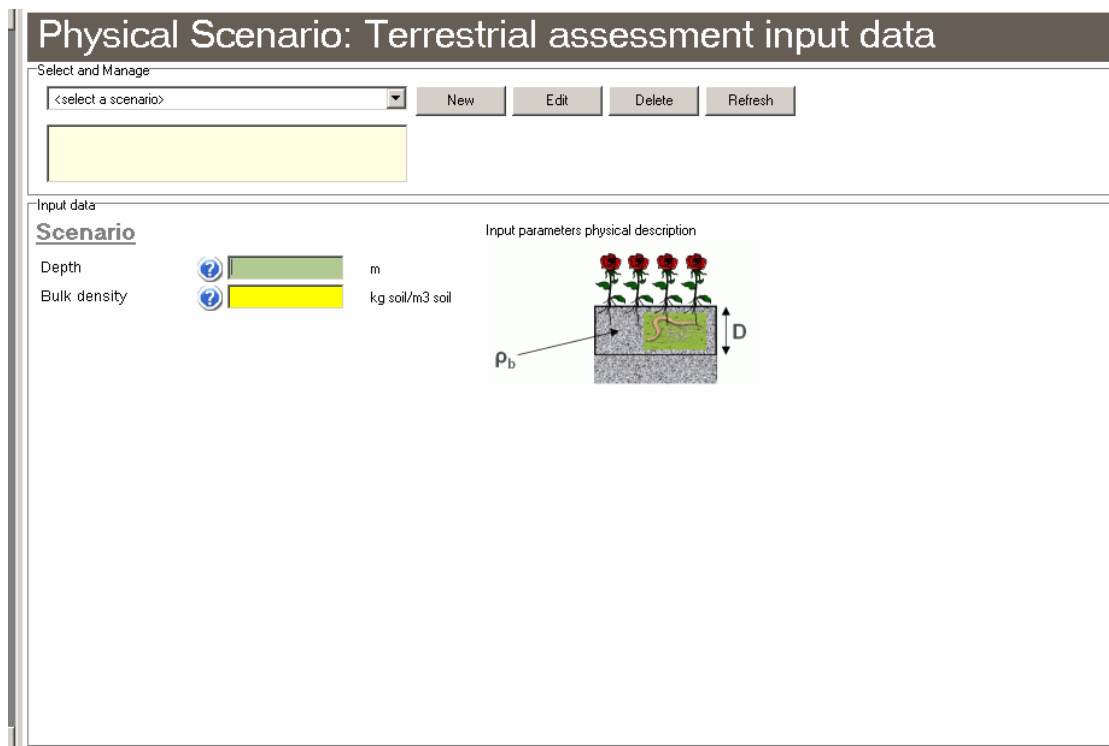 Physical Scenario: Terrestrial assessment input data
Select and Manage
<select a scenario>
New
Edit
Delete
Refresh
Input data
Scenario
Input parameters physical description
Depth
?
m
Bulk density
?
kg soil/m3 soil
D
ρb